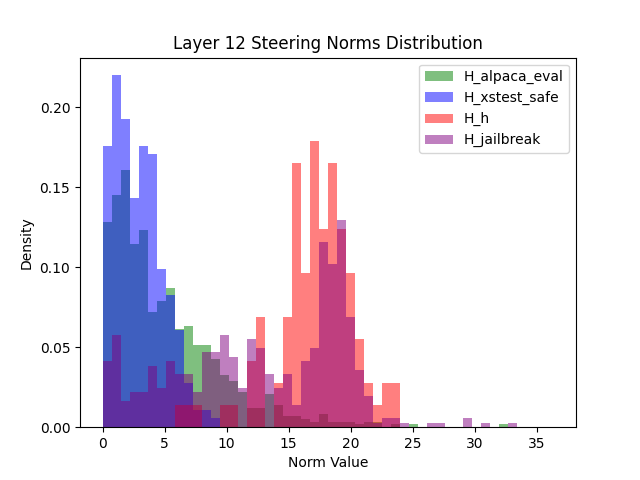 Layer 12 Steering Norms Distribution
H_alpaca_eval
H_xstest_safe
H_h
H_jailbreak
0.20
0.15
0.10
0.05
0.00
Density
0 5 10 15 20 25 30 35
Norm Value